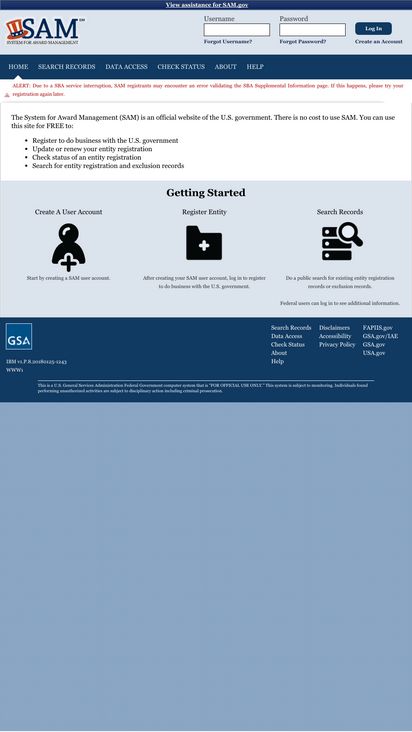 View assistance for SAM.gov
SAM SM
SYSTEM FOR AWARD MANAGEMENT
Username
Password
Log In
Forgot Username?
Forgot Password?
Create an Account
HOME
SEARCH RECORDS
DATA ACCESS
CHECK STATUS
ABOUT
HELP
ALERT: Due to a SBA service interruption, SAM registrants may encounter an error validating the SBA Supplemental Information page. If this happens, please try your
registration again later.
The System for Award Management (SAM) is an official website of the U.S. government. There is no cost to use SAM. You can use
this site for FREE to:
Register to do business with the U.S. government
Update or renew your entity registration
Check status of an entity registration
Search for entity registration and exclusion records
Getting Started
Create A User Account
Start by creating a SAM user account.
Register Entity
After creating your SAM user account, log in to register
to do business with the U.S. government.
Search Records
Do a public search for existing entity registration
records or exclusion records.
Federal users can log in to see additional information.
GSA
IBM v1.P.8.20180125-1243
WWW1
Search Records
Data Access
Check Status
About
Help
Disclaimers
Accessibility
Privacy Policy
FAPIIS.gov
GSA.gov/IAE
GSA.gov
USA.gov
This is a U.S. General Services Administration Federal Government computer system that is "FOR OFFICIAL USE ONLY." This system is subject to monitoring. Individuals found
performing unauthorized activities are subject to disciplinary action including criminal prosecution.